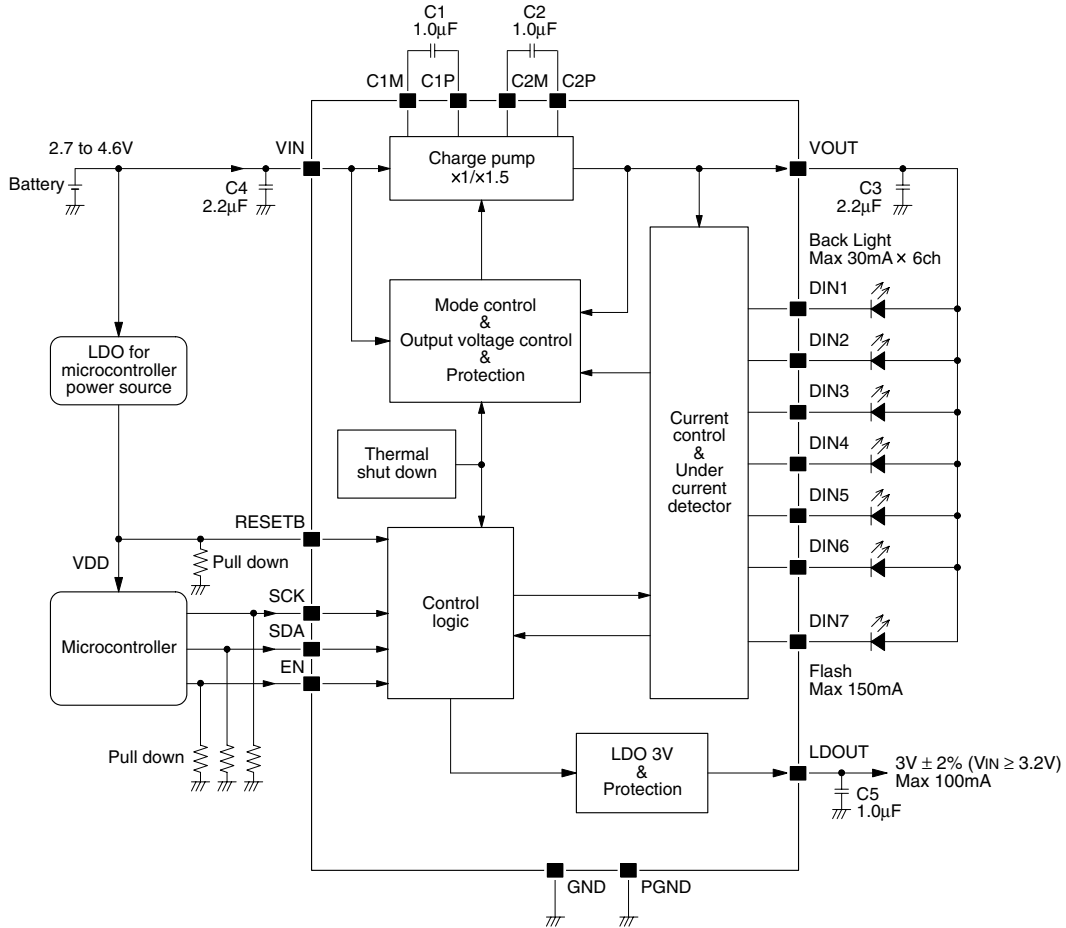 C1
1.0μF
C2
1.0μF
C1M
C1P
C2M
C2P
2.7 to 4.6V
VIN
Charge pump
×1/×1.5
VOUT
Battery
C4
2.2μF
C3
2.2μF
Back Light
Max 30mA × 6ch
Mode control
&
Output voltage control
&
Protection
DIN1
DIN2
DIN3
DIN4
DIN5
DIN6
DIN7
LDO for
microcontroller
power source
Current
control
&
Under
current
detector
Thermal
shut down
RESETB
VDD
Pull down
SCK
SDA
EN
Control
logic
Microcontroller
Flash
Max 150mA
Pull down
LDO 3V
&
Protection
LDOUT
3V ± 2% (VIN ≥ 3.2V)
Max 100mA
C5
1.0μF
GND
PGND